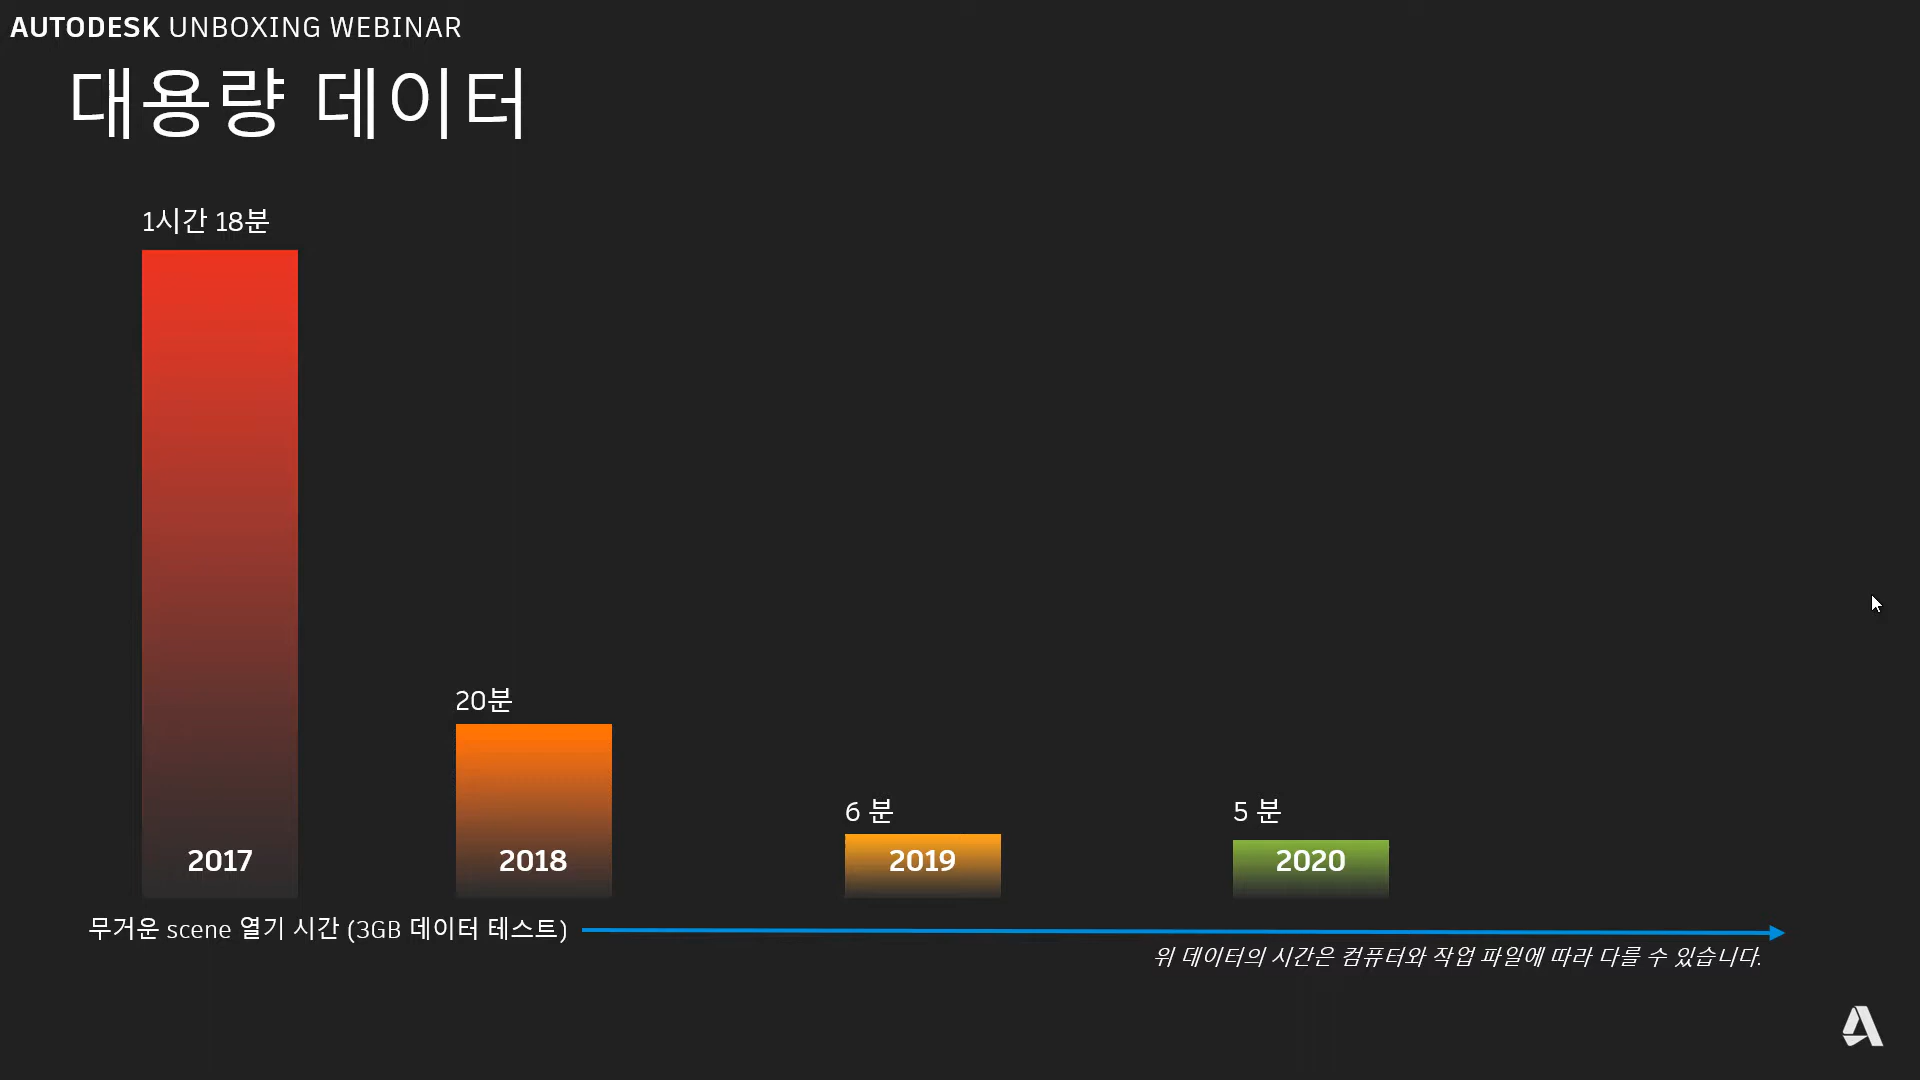 AUTODESK UNBOXING WEBINAR
대용량 데이터
1시간 18분
20분
6 분
5 분
2017
2018
2019
2020
무거운 scene 열기 시간 (3GB 데이터 테스트)
위 데이터의 시간은 컴퓨터와 작업 파일에 따라 다를 수 있습니다.